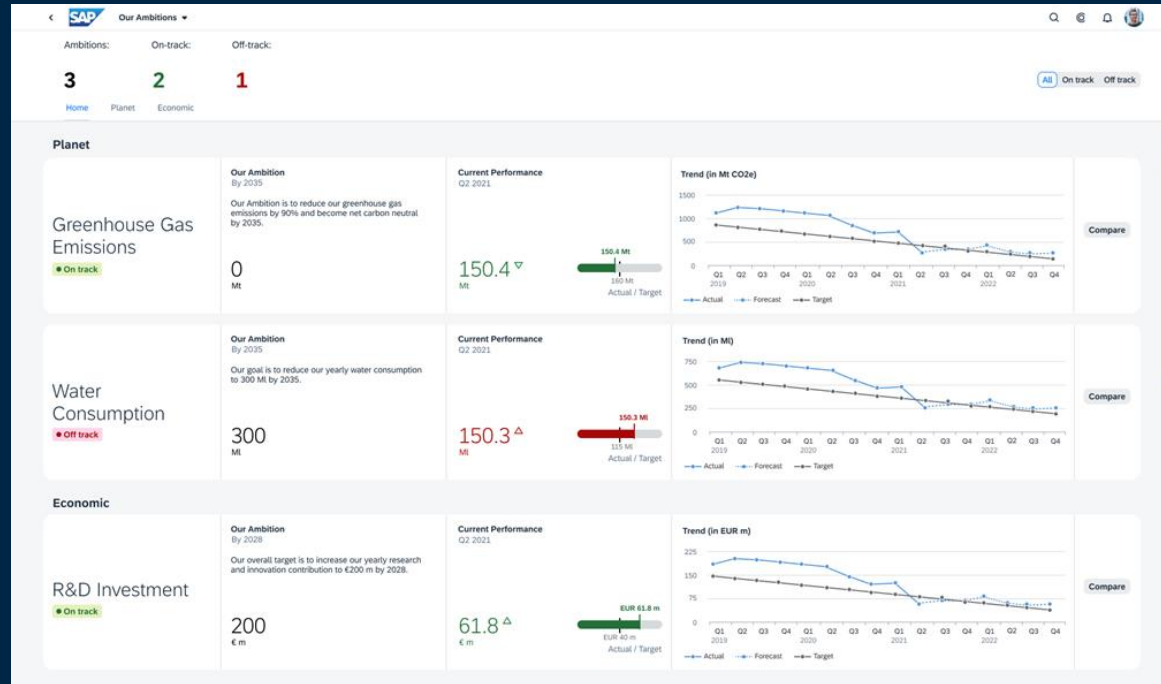 SAP Our Ambitions
Ambitions: On-track: Off-track:
3 2 1
All On track Off track
Home Planet Economic
Planet
Greenhouse Gas
Emissions
On track
Our Ambition
By 2035
Our Ambition is to reduce our greenhouse gas
emissions by 90% and become net carbon neutral
by 2035.
0
Mt
Current Performance
Q2 2021
150.4
Mt
150.4 Mt
160 Mt
Actual / Target
Trend (in Mt CO2e)
1500
1000
500
0
Q1 Q2 Q3 Q4 Q1 Q2 Q3 Q4 Q1 Q2 Q3 Q4 Q1 Q2 Q3 Q4
2019 2020 2021 2022
Actual Forecast Target
Compare
Water
Consumption
Off track
Our Ambition
By 2035
Our goal is to reduce our yearly water consumption
to 300 Ml by 2035.
300
Ml
Current Performance
Q2 2021
150.3
Ml
150.3 Ml
115 Ml
Actual / Target
Trend (in Ml)
750
500
250
0
Q1 Q2 Q3 Q4 Q1 Q2 Q3 Q4 Q1 Q2 Q3 Q4 Q1 Q2 Q3 Q4
2019 2020 2021 2022
Actual Forecast Target
Compare
Economic
R&D Investment
On track
Our Ambition
By 2028
Our overall target is to increase our yearly research
and innovation contribution to €200 m by 2028.
200
€ m
Current Performance
Q2 2021
61.8
€ m
EUR 61.8 m
EUR 40 m
Actual / Target
Trend (in EUR m)
225
150
75
0
Q1 Q2 Q3 Q4 Q1 Q2 Q3 Q4 Q1 Q2 Q3 Q4 Q1 Q2 Q3 Q4
2019 2020 2021 2022
Actual Forecast Target
Compare